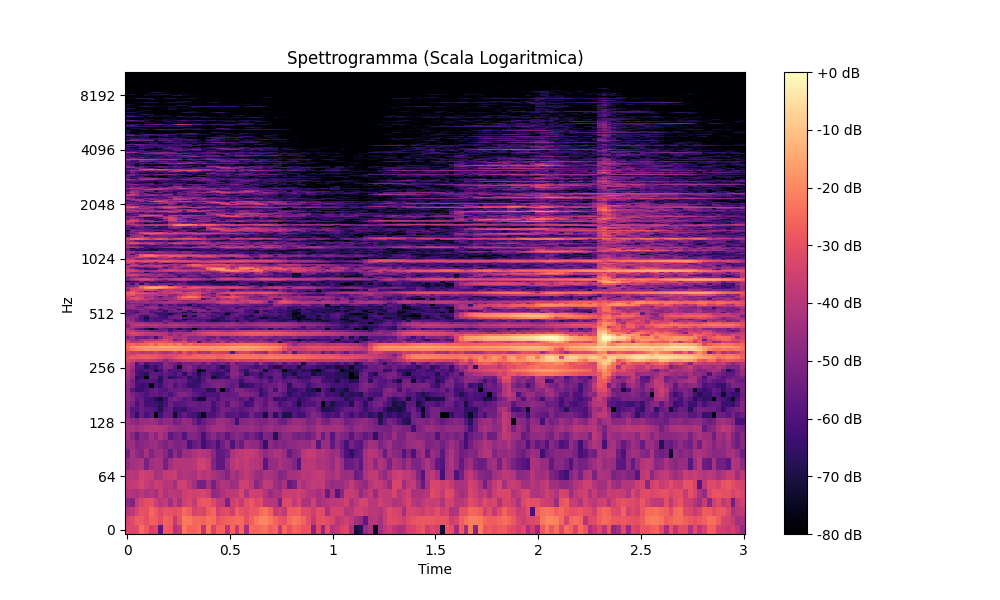 Spettrogramma (Scala Logaritmica)
Hz
8192
4096
2048
1024
512
256
128
64
0
0
0.5
1
1.5
2
2.5
3
Time
+0 dB
-10 dB
-20 dB
-30 dB
-40 dB
-50 dB
-60 dB
-70 dB
-80 dB